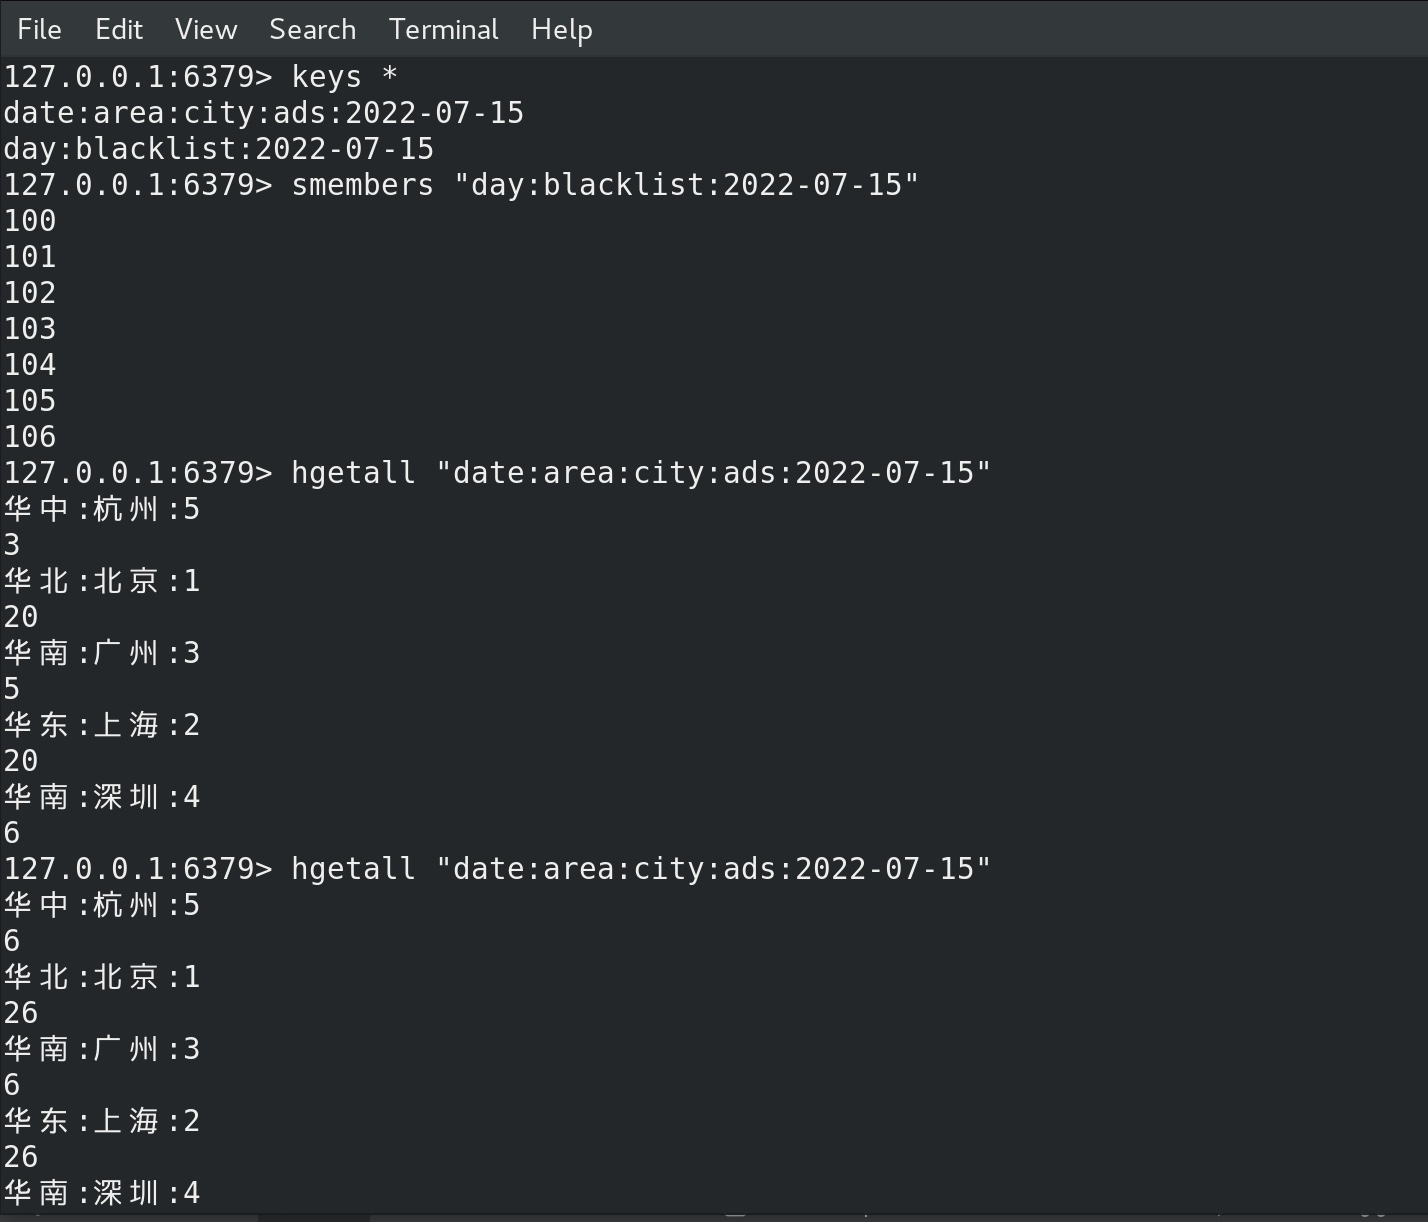 File Edit View Search Terminal Help
127.0.0.1:6379> keys *
date:area:city:ads:2022-07-15
day:blacklist:2022-07-15
127.0.0.1:6379> smembers "day:blacklist:2022-07-15"
100
101
102
103
104
105
106
127.0.0.1:6379> hgetall "date:area:city:ads:2022-07-15"
华中:杭州:5
3
华北:北京:1
20
华南:广州:3
5
华东:上海:2
20
华南:深圳:4
6
127.0.0.1:6379> hgetall "date:area:city:ads:2022-07-15"
华中:杭州:5
6
华北:北京:1
26
华南:广州:3
6
华东:上海:2
26
华南:深圳:4